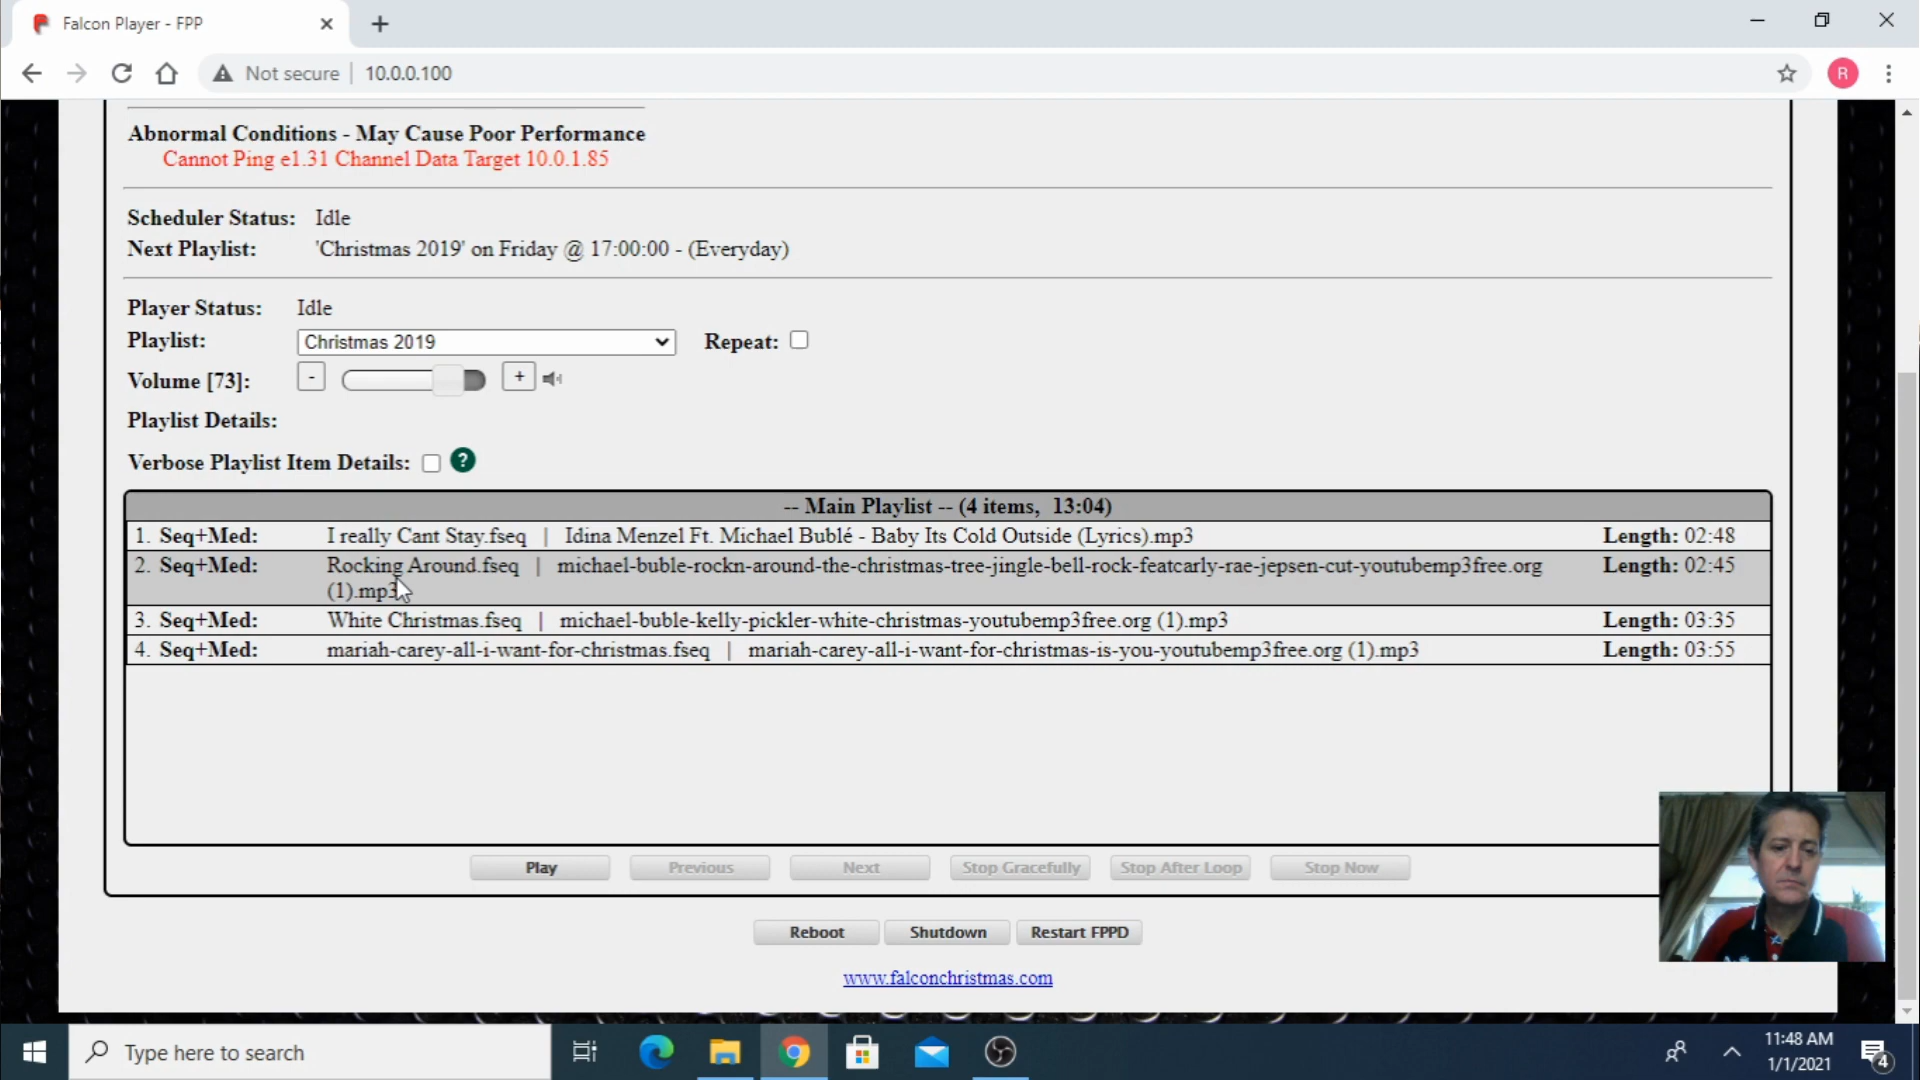 Falcon Player - FPP
Not secure | 10.0.0.100
R
Abnormal Conditions - May Cause Poor Performance
Cannot Ping e1.31 Channel Data Target 10.0.1.85
Scheduler Status: Idle
Next Playlist: 'Christmas 2019' on Friday @ 17:00:00 - (Everyday)
Player Status: Idle
Playlist: Christmas 2019 Repeat:
Volume [73]: - +
Playlist Details:
Verbose Playlist Item Details: ?
-- Main Playlist -- (4 items, 13:04)
1. Seq+Med: I really Cant Stay.fseq | Idina Menzel Ft. Michael Bublé - Baby Its Cold Outside (Lyrics).mp3 Length: 02:48
2. Seq+Med: Rocking Around.fseq | michael-buble-rockn-around-the-christmas-tree-jingle-bell-rock-featcarly-rae-jepsen-cut-youtubemp3free.org Length: 02:45
(1).mp3
3. Seq+Med: White Christmas.fseq | michael-buble-kelly-pickler-white-christmas-youtubemp3free.org (1).mp3 Length: 03:35
4. Seq+Med: mariah-carey-all-i-want-for-christmas.fseq | mariah-carey-all-i-want-for-christmas-is-you-youtubemp3free.org (1).mp3 Length: 03:55
Play Previous Next Stop Gracefully Stop After Loop Stop Now
Reboot Shutdown Restart FPPD
www.falconchristmas.com
Type here to search
11:48 AM
1/1/2021
4